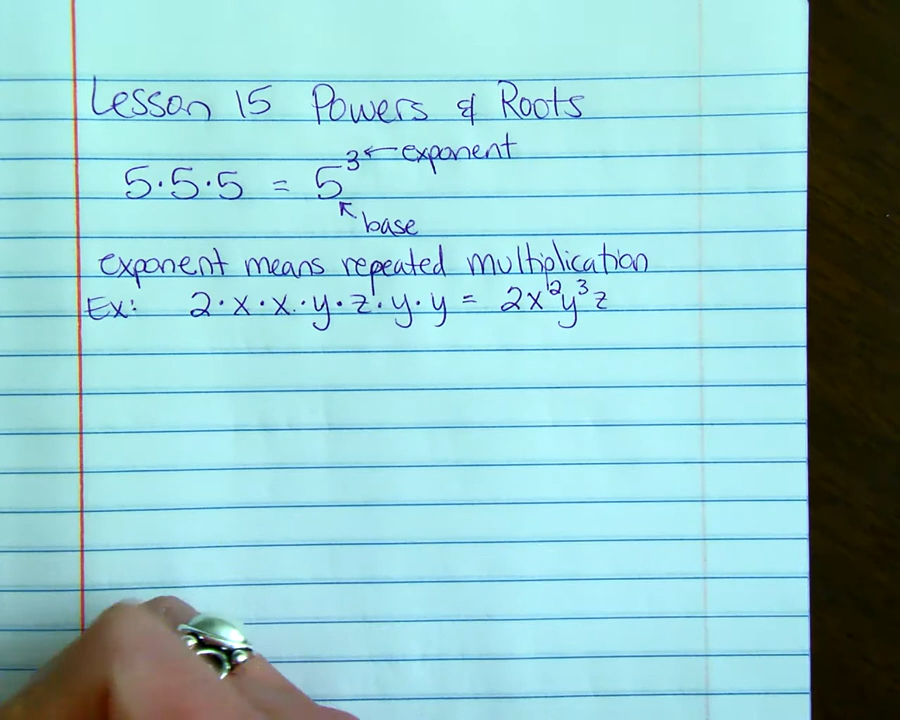 Lesson 15 Powers & Roots
5·5·5 = 5³ ← exponent
↖ base
exponent means repeated multiplication
Ex: 2·x·x·y·z·y·y = 2x²y³z